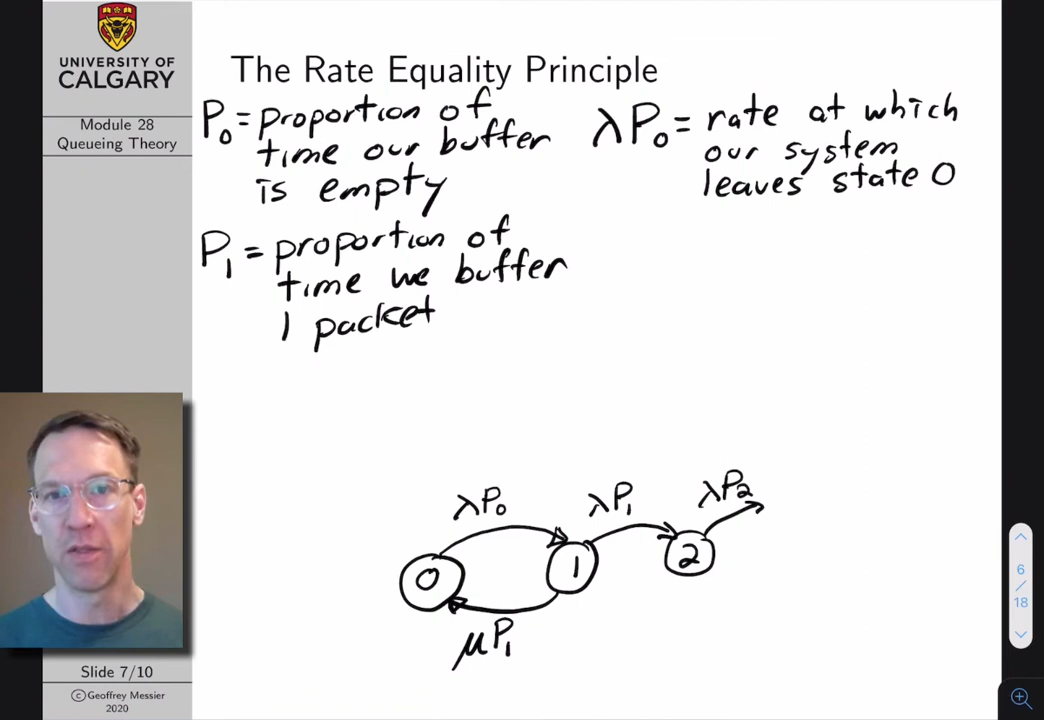 UNIVERSITY OF
CALGARY
Module 28
Queueing Theory
The Rate Equality Principle
P₀ = proportion of
time our buffer
is empty
λP₀ = rate at which
our system
leaves state 0
P₁ = proportion of
time we buffer
1 packet
λP₀
λP₁
λP₂
0
1
2
μP₁
Slide 7/10
© Geoffrey Messier
2020
6
/
18